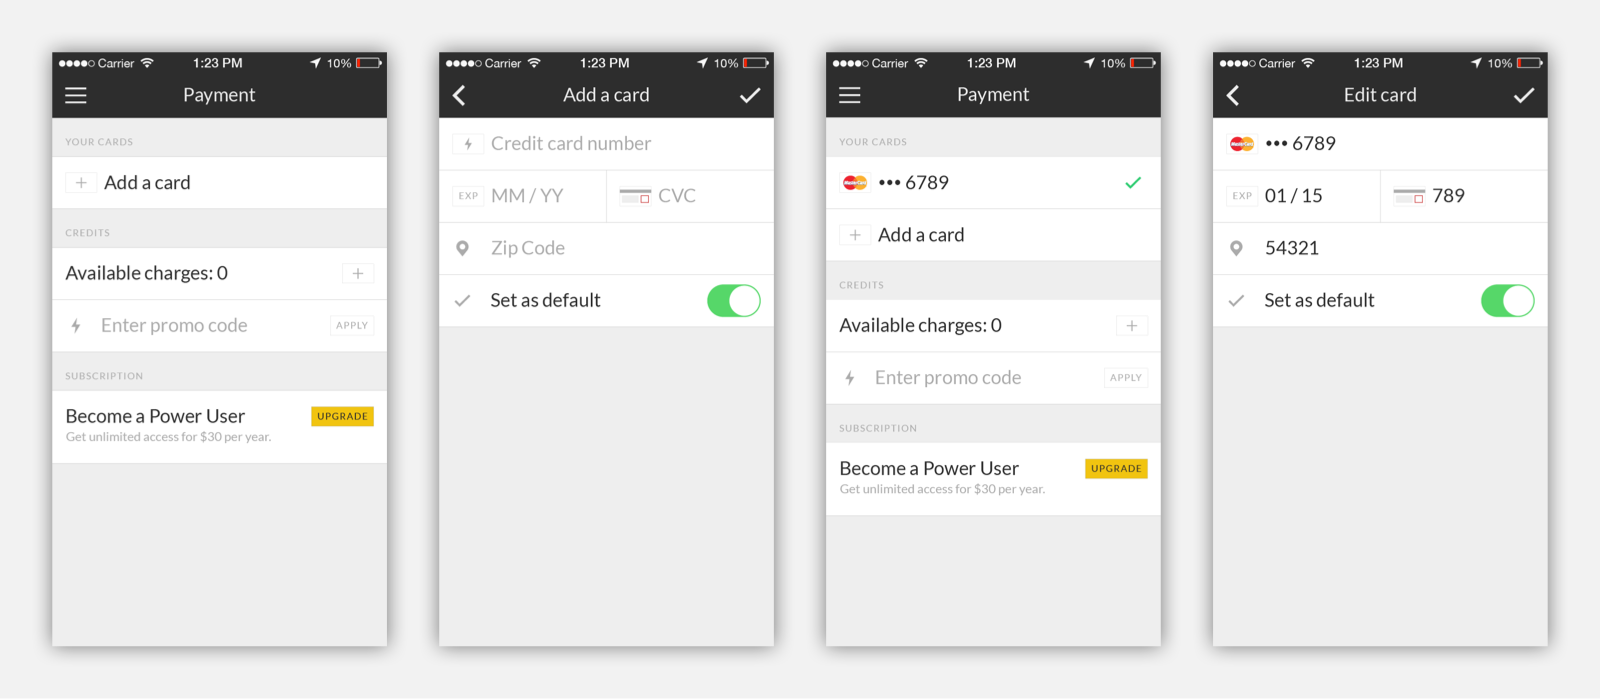 Carrier 1:23 PM 10%
Payment
YOUR CARDS
Add a card
CREDITS
Available charges: 0
Enter promo code APPLY
SUBSCRIPTION
Become a Power User UPGRADE
Get unlimited access for $30 per year.
Carrier 1:23 PM 10%
Add a card
Credit card number
EXP MM / YY CVC
Zip Code
Set as default
Carrier 1:23 PM 10%
Payment
YOUR CARDS
MasterCard ••• 6789
Add a card
CREDITS
Available charges: 0
Enter promo code APPLY
SUBSCRIPTION
Become a Power User UPGRADE
Get unlimited access for $30 per year.
Carrier 1:23 PM 10%
Edit card
MasterCard ••• 6789
EXP 01 / 15 789
54321
Set as default